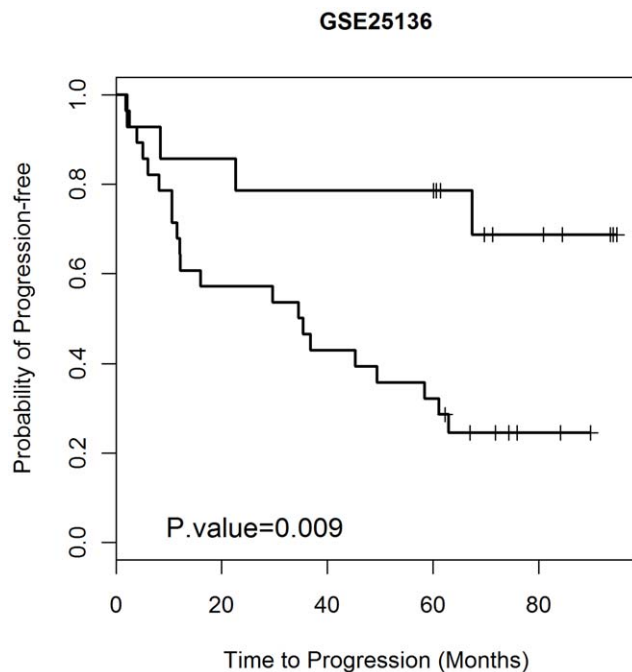 GSE25136
Probability of Progression-free
1.0
0.8
0.6
0.4
0.2
0.0
P.value=0.009
0 20 40 60 80
Time to Progression (Months)